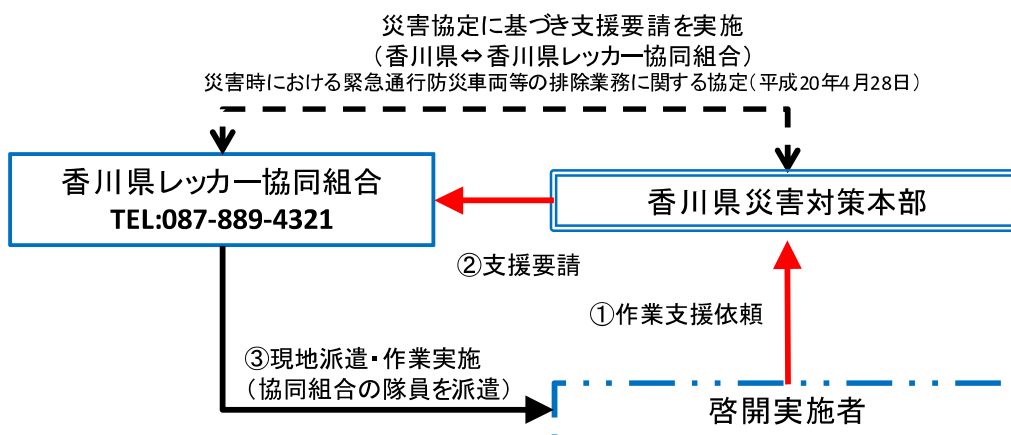 災害協定に基づき支援要請を実施
（香川県⇔香川県レッカー協同組合）
災害時における緊急通行防災車両等の排除業務に関する協定（平成20年4月28日）
香川県レッカー協同組合
TEL:087-889-4321
香川県災害対策本部
②支援要請
①作業支援依頼
③現地派遣・作業実施
（協同組合の隊員を派遣）
啓開実施者